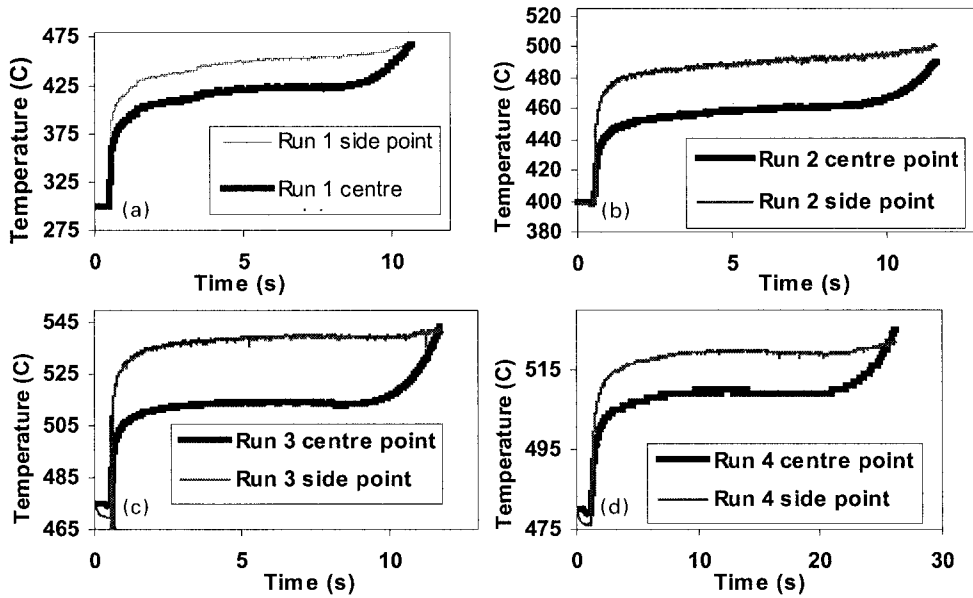 475
425
375
325
275
Temperature (C)
(a)
Run 1 side point
Run 1 centre
0 5 10
Time (s)
520
500
480
460
440
420
400
380
Temperature (C)
(b)
Run 2 centre point
Run 2 side point
0 5 10
Time (s)
545
525
505
485
465
Temperature (C)
(c)
Run 3 centre point
Run 3 side point
0 5 10
Time (s)
515
495
475
Temperature (C)
(d)
Run 4 centre point
Run 4 side point
0 10 20 30
Time (s)